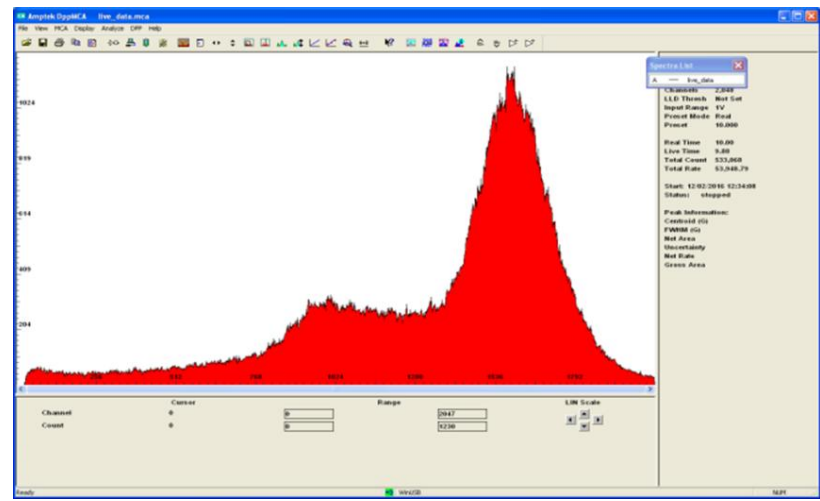 Amptek DppMCA live_data.mca
File View MCA Display Analyze DPP Help
Spectra List
A — live_data
Channels 2,048
LLD Thresh Not Set
Input Range 1V
Preset Mode Real
Preset 10.000
Real Time 10.00
Live Time 9.88
Total Count 533,068
Total Rate 53,940.79
Start: 12/02/2016 12:34:08
Status: stopped
Peak Information:
Centroid (G)
FWHM (G)
Net Area
Uncertainty
Net Rate
Gross Area
1024
819
614
409
204
1024
Cursor Range LIN Scale
Channel 0 0 2047
Count 0 0 1230
Ready WinUSB NUM